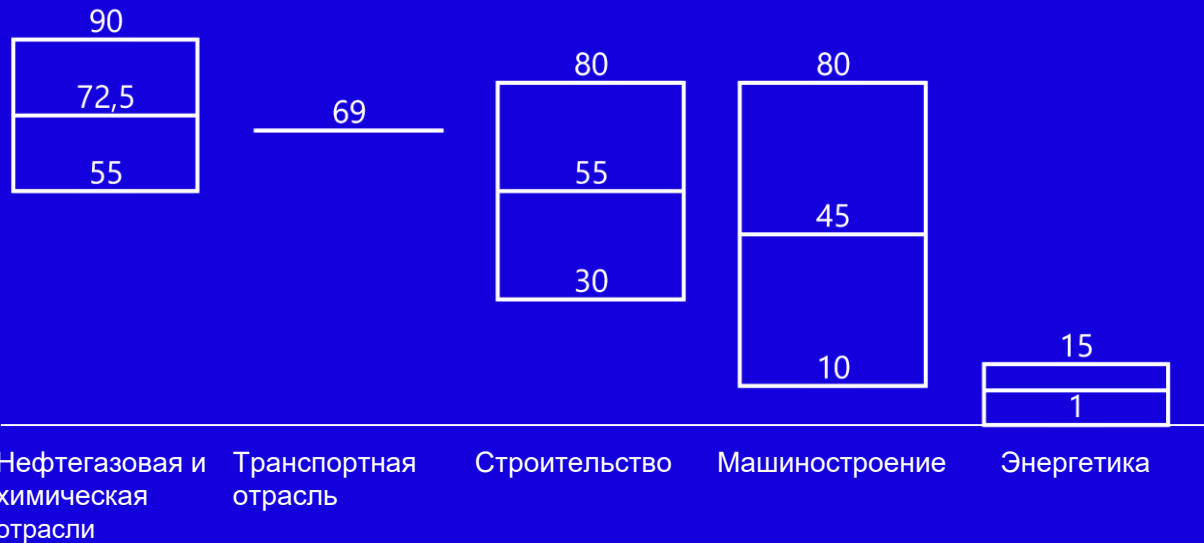 90
72,5
55
69
80
55
30
80
45
10
15
1
Нефтегазовая и
химическая
отрасли
Транспортная
отрасль
Строительство
Машиностроение
Энергетика